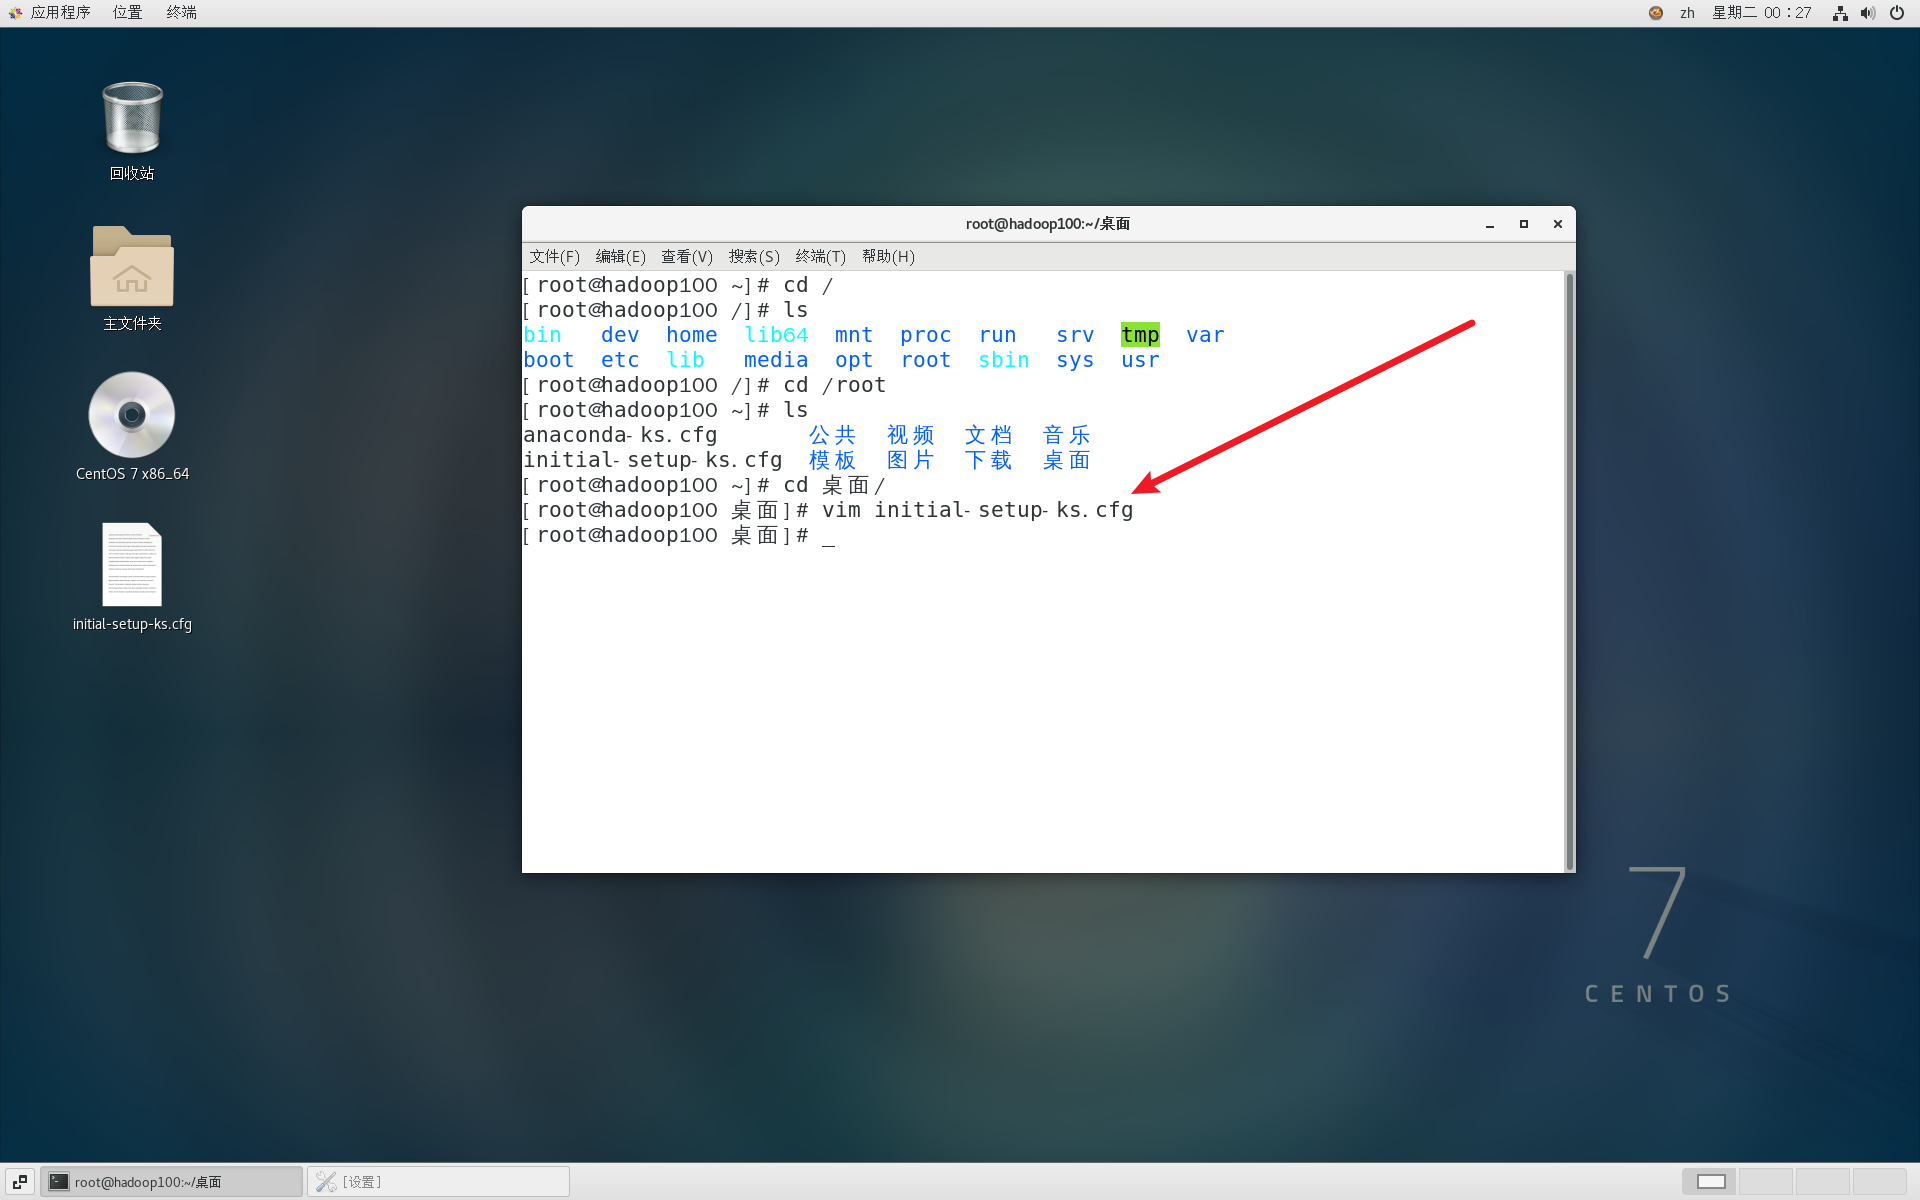 应用程序 位置 终端 zh 星期二 00：27
回收站
主文件夹
CentOS 7 x86_64
initial-setup-ks.cfg
root@hadoop100:~/桌面
文件(F) 编辑(E) 查看(V) 搜索(S) 终端(T) 帮助(H)
[root@hadoop100 ~]# cd /
[root@hadoop100 /]# ls
bin dev home lib64 mnt proc run srv tmp var
boot etc lib media opt root sbin sys usr
[root@hadoop100 /]# cd /root
[root@hadoop100 ~]# ls
anaconda-ks.cfg 公共 视频 文档 音乐
initial-setup-ks.cfg 模板 图片 下载 桌面
[root@hadoop100 ~]# cd 桌面/
[root@hadoop100 桌面]# vim initial-setup-ks.cfg
[root@hadoop100 桌面]# _
7
CENTOS
root@hadoop100:~/桌面 [设置]